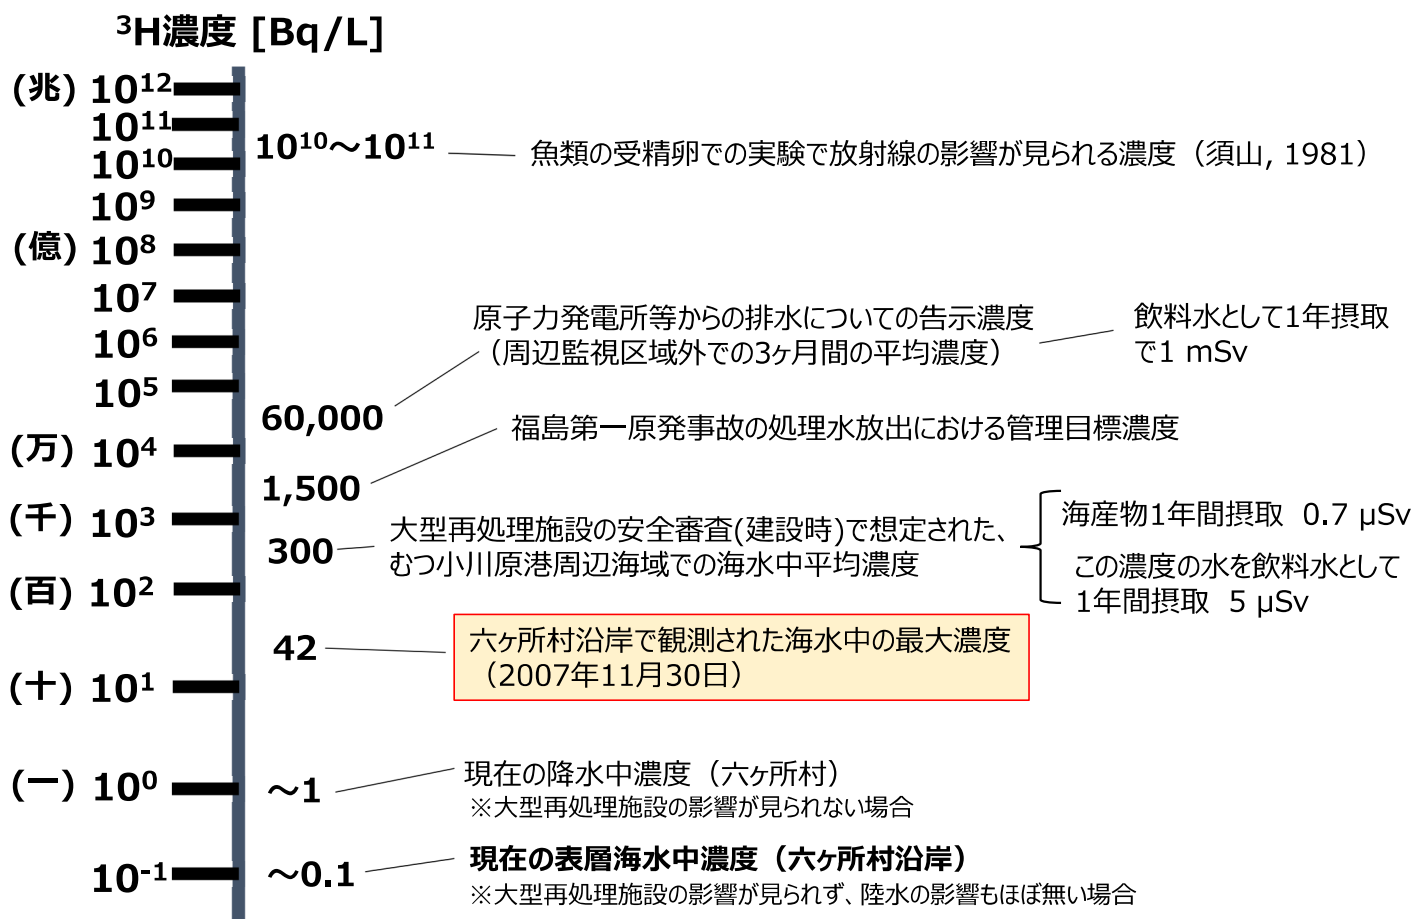 ³H濃度 [Bq/L]
(兆) 10¹²
10¹¹
10¹⁰～10¹¹ 魚類の受精卵での実験で放射線の影響が見られる濃度（須山, 1981）
10¹⁰
10⁹
(億) 10⁸
10⁷
原子力発電所等からの排水についての告示濃度
（周辺監視区域外での3ヶ月間の平均濃度）
飲料水として1年摂取
で1 mSv
10⁶
10⁵
60,000
福島第一原発事故の処理水放出における管理目標濃度
(万) 10⁴
1,500
(千) 10³
大型再処理施設の安全審査(建設時)で想定された、
むつ小川原港周辺海域での海水中平均濃度
300
海産物1年間摂取 0.7 μSv
この濃度の水を飲料水として
1年間摂取 5 μSv
(百) 10²
42
六ヶ所村沿岸で観測された海水中の最大濃度
（2007年11月30日）
(十) 10¹
(一) 10⁰
～1
現在の降水中濃度（六ヶ所村）
※大型再処理施設の影響が見られない場合
10⁻¹
～0.1
現在の表層海水中濃度（六ヶ所村沿岸）
※大型再処理施設の影響が見られず、陸水の影響もほぼ無い場合